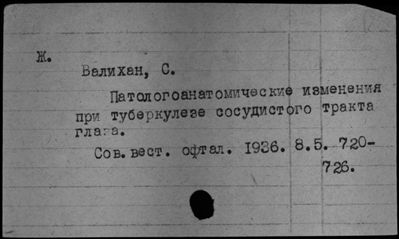 Ж.
Валихан, С.
Патологоанатомические изменения
при туберкулезе сосудистого тракта
глаза.
Сов.вест. офтал. 1936. 8.5. 720-
726.